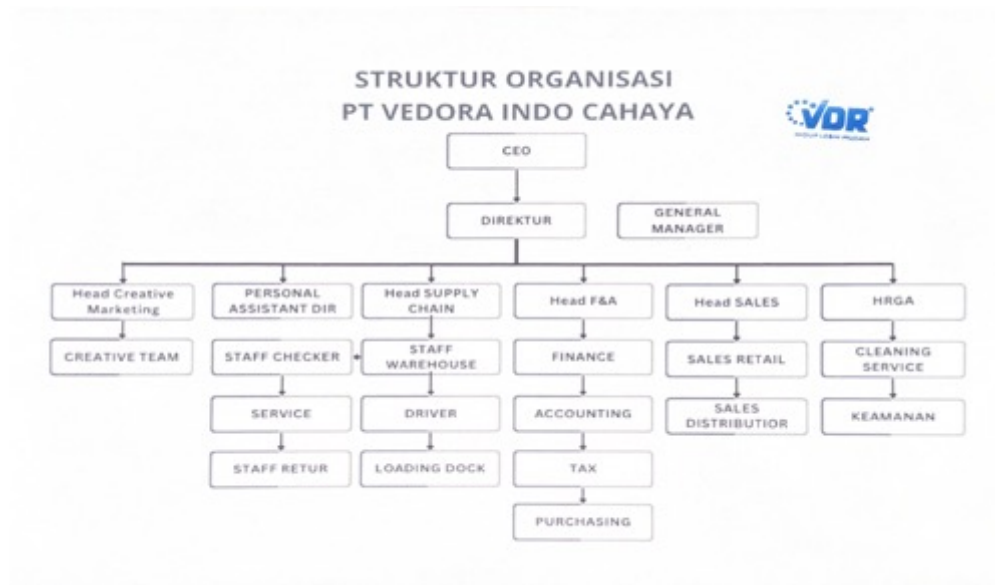 STRUKTUR ORGANISASI
PT VEDORA INDO CAHAYA
VDR
CEO
DIREKTUR
GENERAL
MANAGER
Head Creative
Marketing
PERSONAL
ASSISTANT DIR
Head SUPPLY
CHAIN
Head F&A
Head SALES
HRGA
CREATIVE TEAM
STAFF CHECKER
STAFF
WAREHOUSE
FINANCE
SALES RETAIL
CLEANING
SERVICE
SERVICE
DRIVER
ACCOUNTING
SALES
DISTRIBUTIOR
KEAMANAN
STAFF RETUR
LOADING DOCK
TAX
PURCHASING